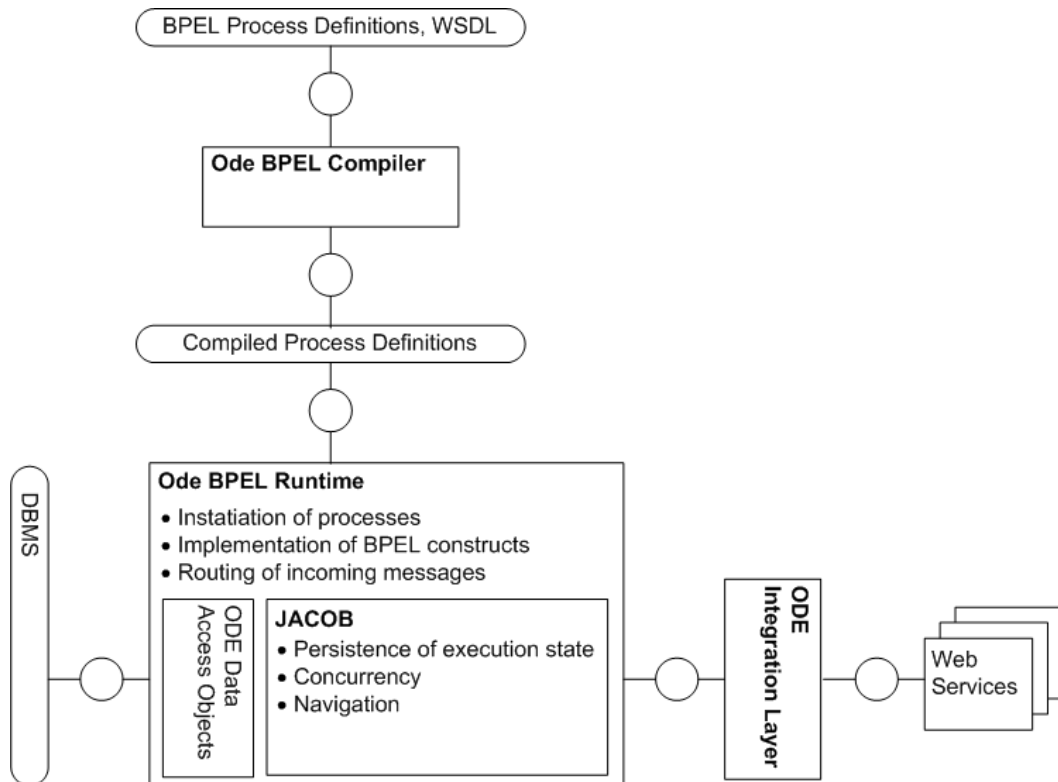 BPEL Process Definitions, WSDL
Ode BPEL Compiler
Compiled Process Definitions
DBMS
Ode BPEL Runtime
• Instatiation of processes
• Implementation of BPEL constructs
• Routing of incoming messages
ODE Data
Access Objects
JACOB
• Persistence of execution state
• Concurrency
• Navigation
ODE
Integration Layer
Web
Services